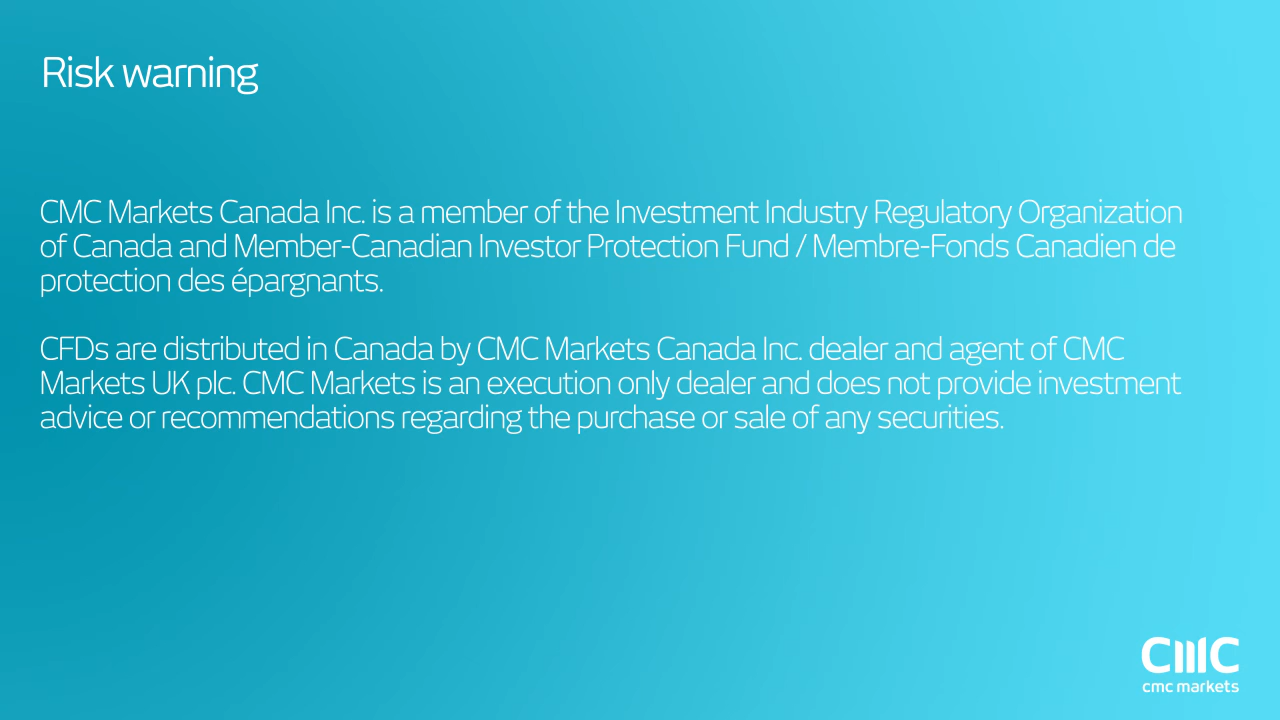 Risk warning
CMC Markets Canada Inc. is a member of the Investment Industry Regulatory Organization
of Canada and Member-Canadian Investor Protection Fund / Membre-Fonds Canadien de
protection des épargnants.
CFDs are distributed in Canada by CMC Markets Canada Inc. dealer and agent of CMC
Markets UK plc. CMC Markets is an execution only dealer and does not provide investment
advice or recommendations regarding the purchase or sale of any securities.
CMC
cmc markets